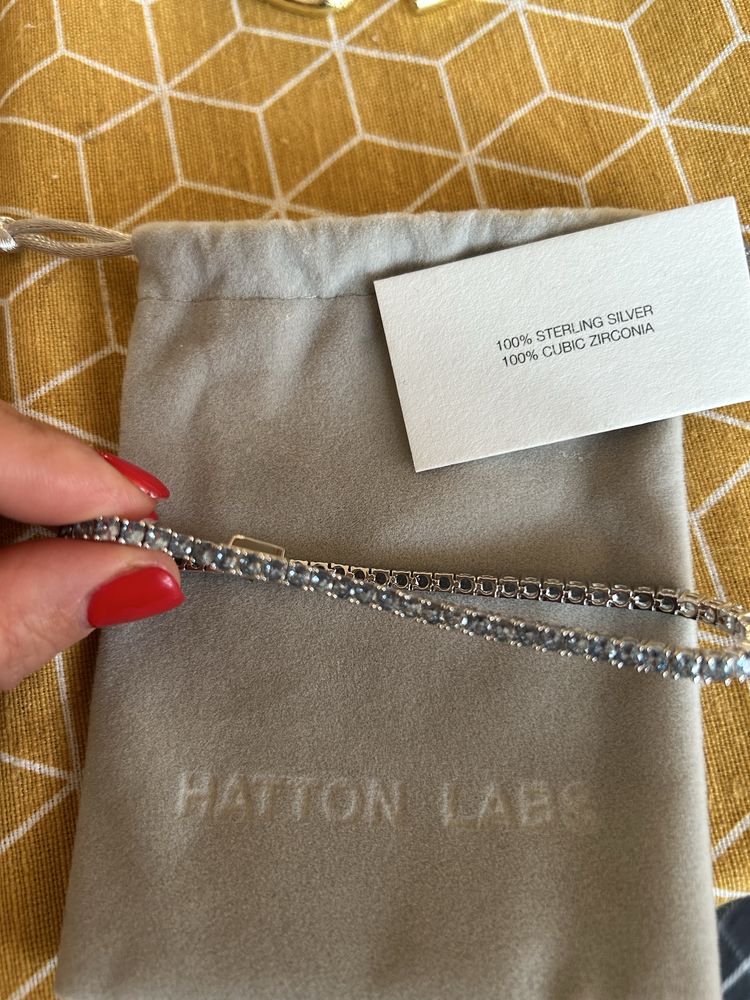 100% STERLING SILVER
100% CUBIC ZIRCONIA
HATTON LABS